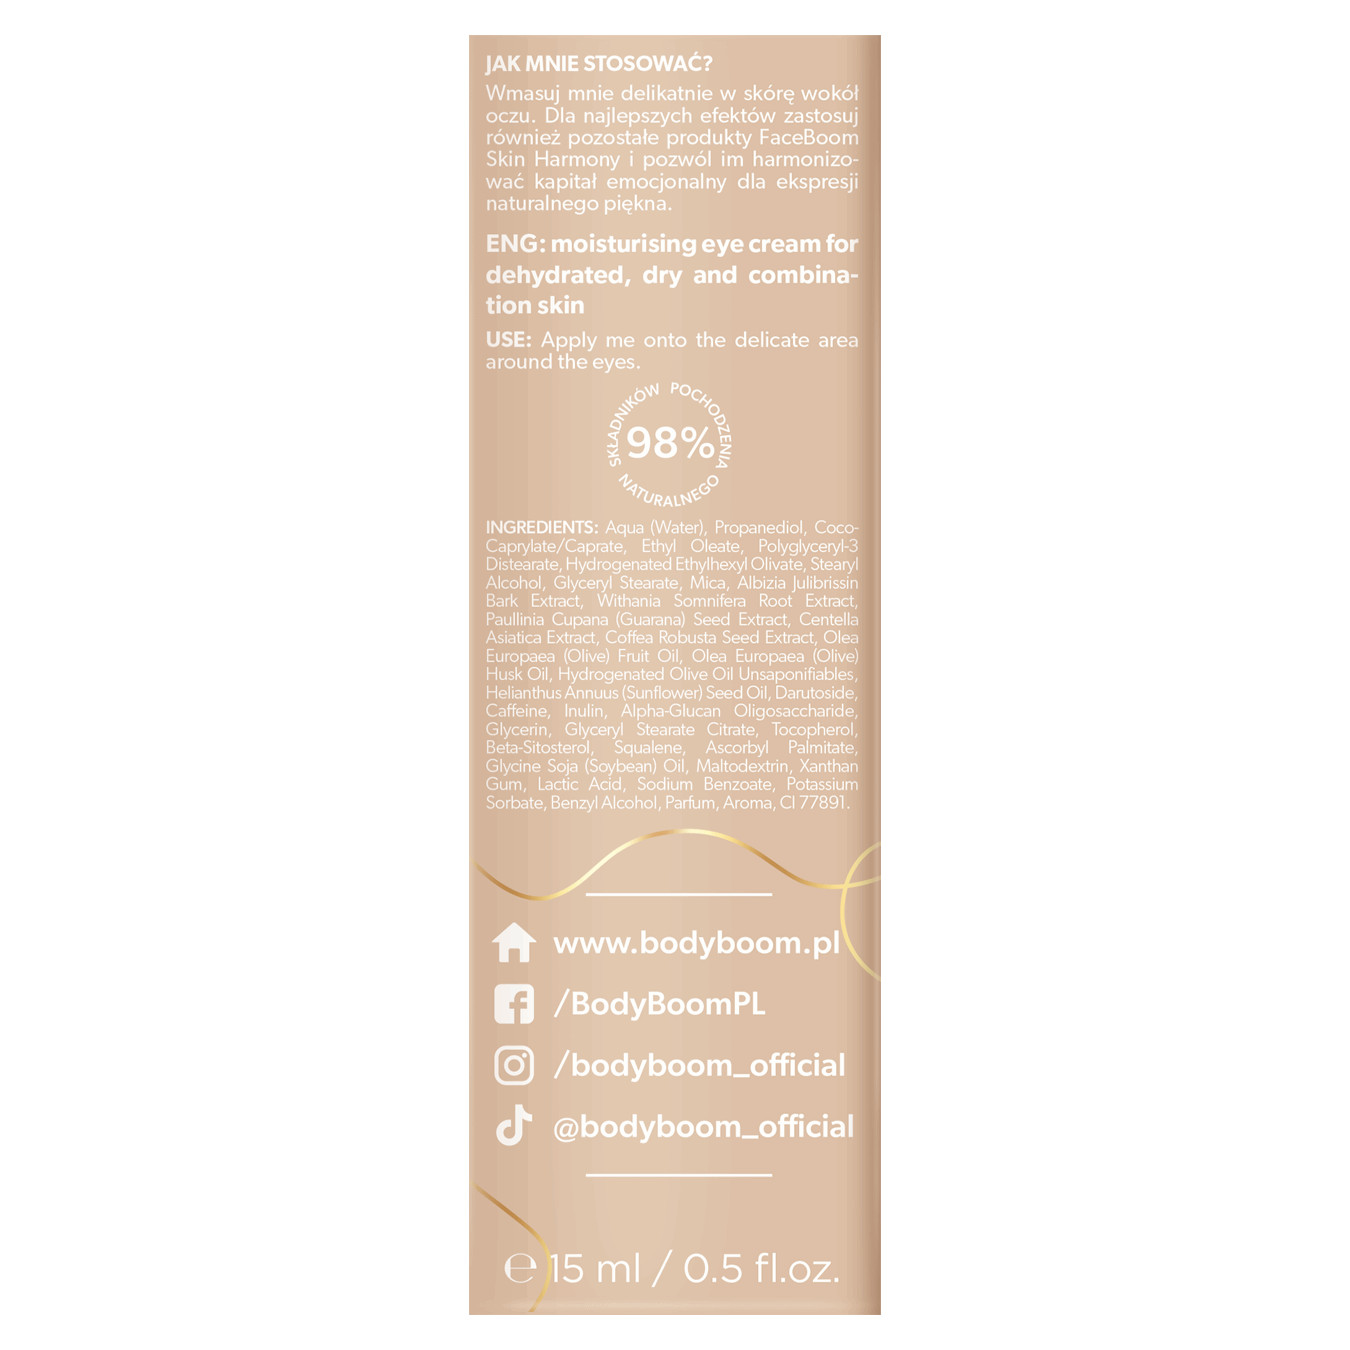 JAK MNIE STOSOWAĆ?
Wmasuj mnie delikatnie w skórę wokół
oczu. Dla najlepszych efektów zastosuj
również pozostałe produkty FaceBoom
Skin Harmony i pozwól im harmonizo-
wać kapitał emocjonalny dla ekspresji
naturalnego piękna.
ENG: moisturising eye cream for
dehydrated, dry and combina-
tion skin
USE: Apply me onto the delicate area
around the eyes.
SKŁADNIKÓW POCHODZENIA
98%
NATURALNEGO
INGREDIENTS: Aqua (Water), Propanediol, Coco-
Caprylate/Caprate, Ethyl Oleate, Polyglyceryl-3
Distearate, Hydrogenated Ethylhexyl Olivate, Stearyl
Alcohol, Glyceryl Stearate, Mica, Albizia Julibrissin
Bark Extract, Withania Somnifera Root Extract,
Paullinia Cupana (Guarana) Seed Extract, Centella
Asiatica Extract, Coffea Robusta Seed Extract, Olea
Europaea (Olive) Fruit Oil, Olea Europaea (Olive)
Husk Oil, Hydrogenated Olive Oil Unsaponifiables,
Helianthus Annuus (Sunflower) Seed Oil, Darutoside,
Caffeine, Inulin, Alpha-Glucan Oligosaccharide,
Glycerin, Glyceryl Stearate Citrate, Tocopherol,
Beta-Sitosterol, Squalene, Ascorbyl Palmitate,
Glycine Soja (Soybean) Oil, Maltodextrin, Xanthan
Gum, Lactic Acid, Sodium Benzoate, Potassium
Sorbate, Benzyl Alcohol, Parfum, Aroma, CI 77891.
www.bodyboom.pl
/BodyBoomPL
/bodyboom_official
@bodyboom_official
℮ 15 ml / 0.5 fl.oz.